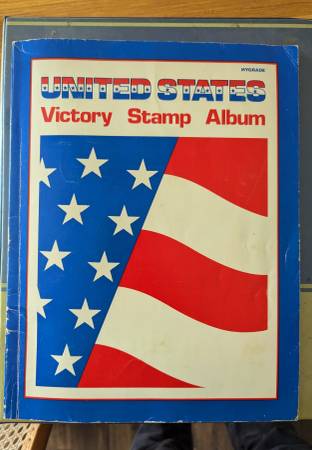 HYGRADE
UNITED STATES
Victory Stamp Album